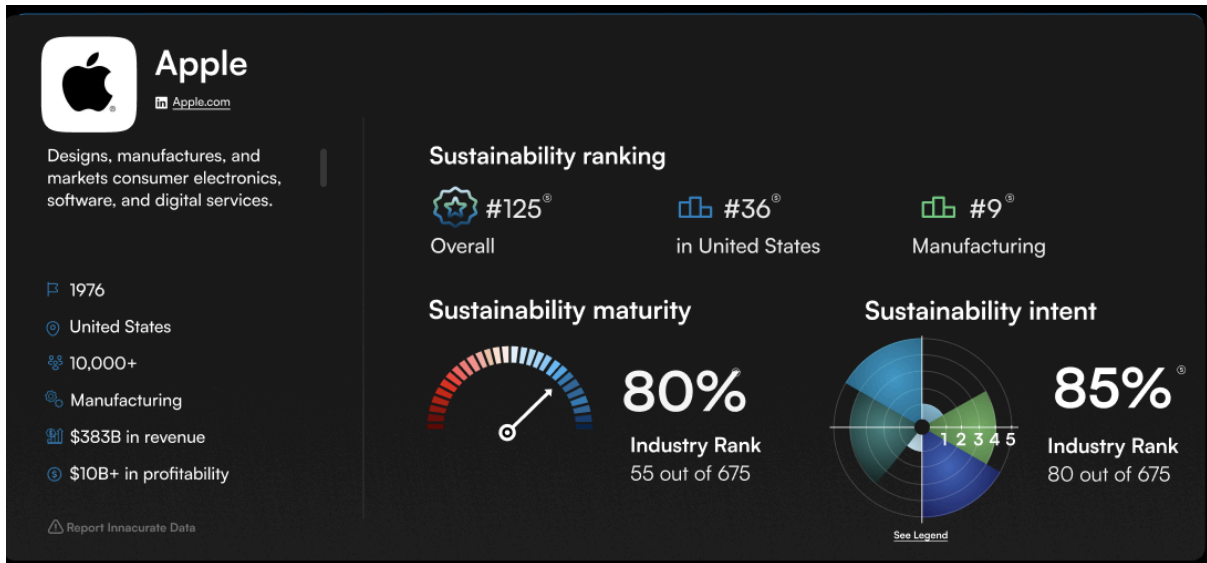 Apple
in Apple.com
Designs, manufactures, and
markets consumer electronics,
software, and digital services.
1976
United States
10,000+
Manufacturing
$383B in revenue
$ $10B+ in profitability
Report Innacurate Data
Sustainability ranking
#125
Overall
#36
in United States
#9
Manufacturing
Sustainability maturity
80%
Industry Rank
55 out of 675
Sustainability intent
1 2 3 4 5
See Legend
85%
Industry Rank
80 out of 675